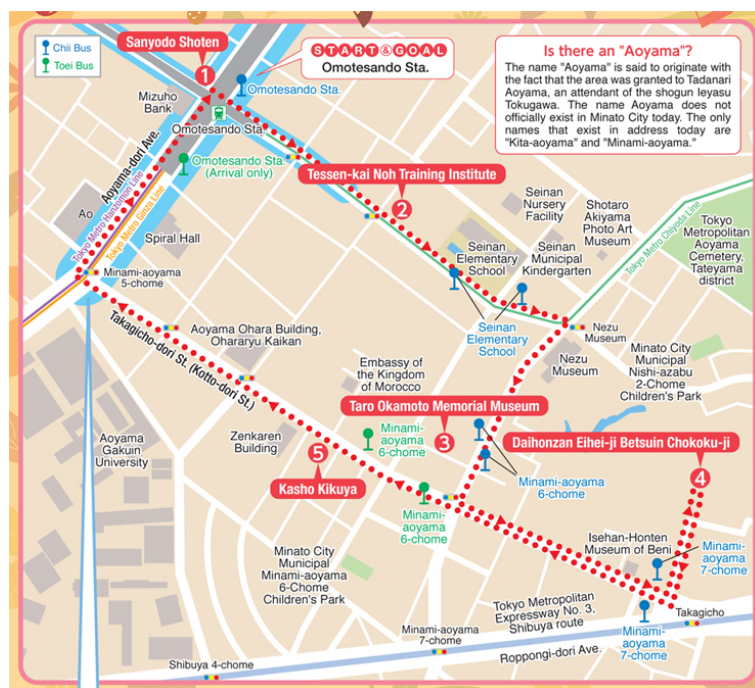 Chii Bus
Toei Bus
Sanyodo Shoten
1
START & GOAL
Omotesando Sta.
Is there an "Aoyama"?
The name "Aoyama" is said to originate with
the fact that the area was granted to Tadanari
Aoyama, an attendant of the shogun Ieyasu
Tokugawa. The name Aoyama does not
officially exist in Minato City today. The only
names that exist in address today are
"Kita-aoyama" and "Minami-aoyama."
Omotesando Sta.
Mizuho
Bank
Omotesando Sta.
Aoyama-dori Ave.
Tokyo Metro Hanzomon Line
Tokyo Metro Ginza Line
Omotesando Sta.
(Arrival only)
Tessen-kai Noh Training Institute
2
Ao
Spiral Hall
Seinan
Nursery
Facility
Shotaro
Akiyama
Photo Art
Museum
Tokyo Metro Chiyoda Line
Tokyo
Metropolitan
Aoyama
Cemetery,
Tateyama
district
Seinan
Elementary
School
Seinan
Municipal
Kindergarten
Minami-aoyama
5-chome
Seinan
Elementary
School
Nezu
Museum
Nezu
Museum
Minato City
Municipal
Nishi-azabu
2-Chome
Children's Park
Takagicho-dori St. (Kotto-dori St.)
Aoyama Ohara Building,
Ohararyu Kaikan
Embassy of
the Kingdom
of Morocco
Taro Okamoto Memorial Museum
3
Minami-
aoyama
6-chome
Daihonzan Eihei-ji Betsuin Chokoku-ji
4
Aoyama
Gakuin
University
Zenkaren
Building
5
Kasho Kikuya
Minami-aoyama
6-chome
Minami-
aoyama
6-chome
Isehan-Honten
Museum of Beni
Minami-
aoyama
7-chome
Minato City
Municipal
Minami-aoyama
6-Chome
Children's Park
Tokyo Metropolitan
Expressway No. 3,
Shibuya route
Takagicho
Minami-
aoyama
7-chome
Minami-aoyama
7-chome
Roppongi-dori Ave.
Shibuya 4-chome